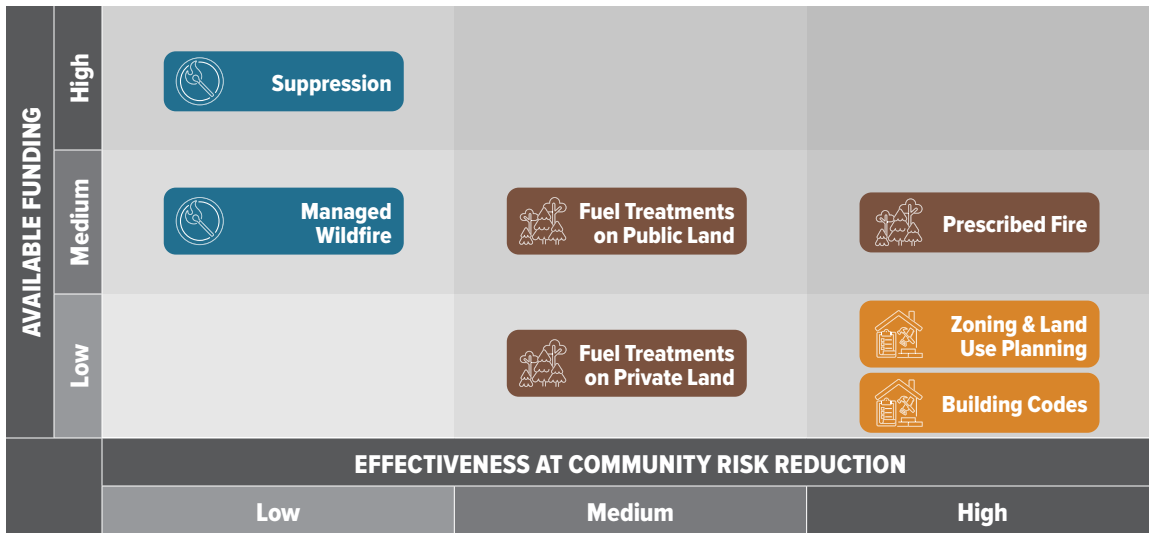 AVAILABLE FUNDING
High
Suppression
Medium
Managed
Wildfire
Fuel Treatments
on Public Land
Prescribed Fire
Low
Fuel Treatments
on Private Land
Zoning & Land
Use Planning
Building Codes
EFFECTIVENESS AT COMMUNITY RISK REDUCTION
Low
Medium
High